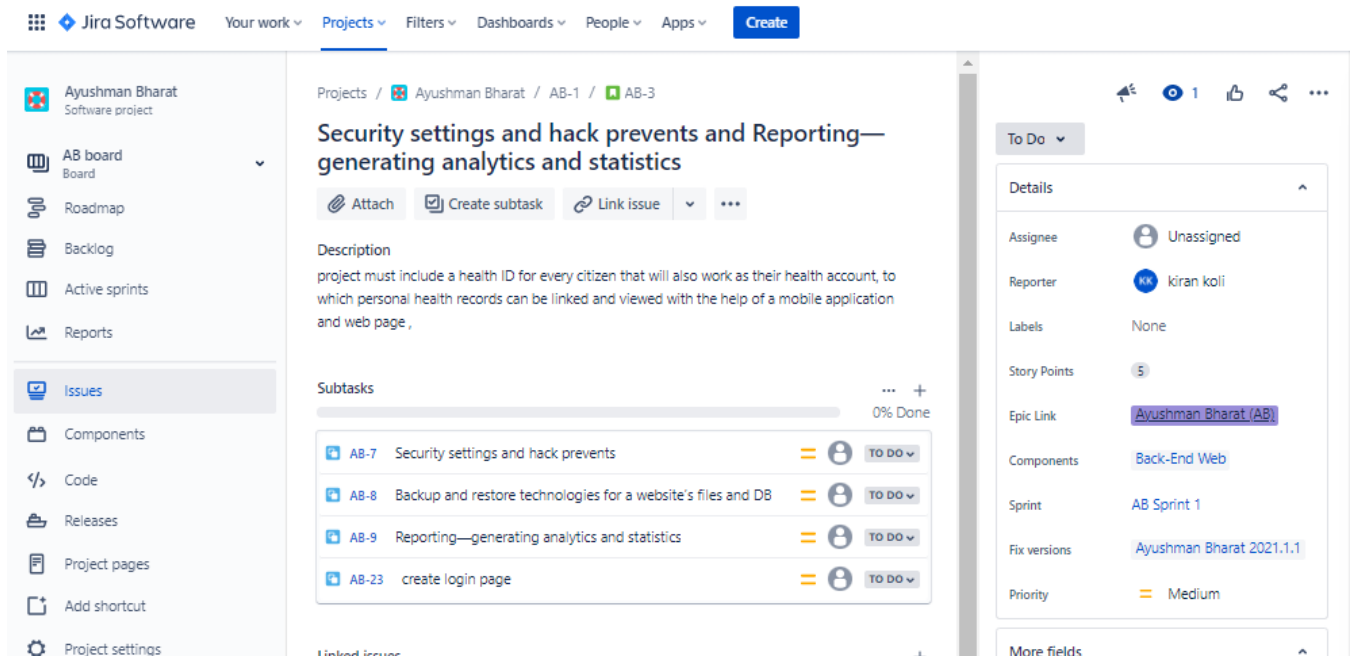 Jira Software Your work Projects Filters Dashboards People Apps Create
Ayushman Bharat
Software project
AB board
Board
Roadmap
Backlog
Active sprints
Reports
Issues
Components
Code
Releases
Project pages
Add shortcut
Project settings
Projects / Ayushman Bharat / AB-1 / AB-3
Security settings and hack prevents and Reporting—
generating analytics and statistics
Attach Create subtask Link issue
Description
project must include a health ID for every citizen that will also work as their health account, to
which personal health records can be linked and viewed with the help of a mobile application
and web page ,
Subtasks
0% Done
AB-7 Security settings and hack prevents TO DO
AB-8 Backup and restore technologies for a website's files and DB TO DO
AB-9 Reporting—generating analytics and statistics TO DO
AB-23 create login page TO DO
Linked issues
1
To Do
Details
Assignee Unassigned
Reporter KK kiran koli
Labels None
Story Points 5
Epic Link Ayushman Bharat (AB)
Components Back-End Web
Sprint AB Sprint 1
Fix versions Ayushman Bharat 2021.1.1
Priority Medium
More fields